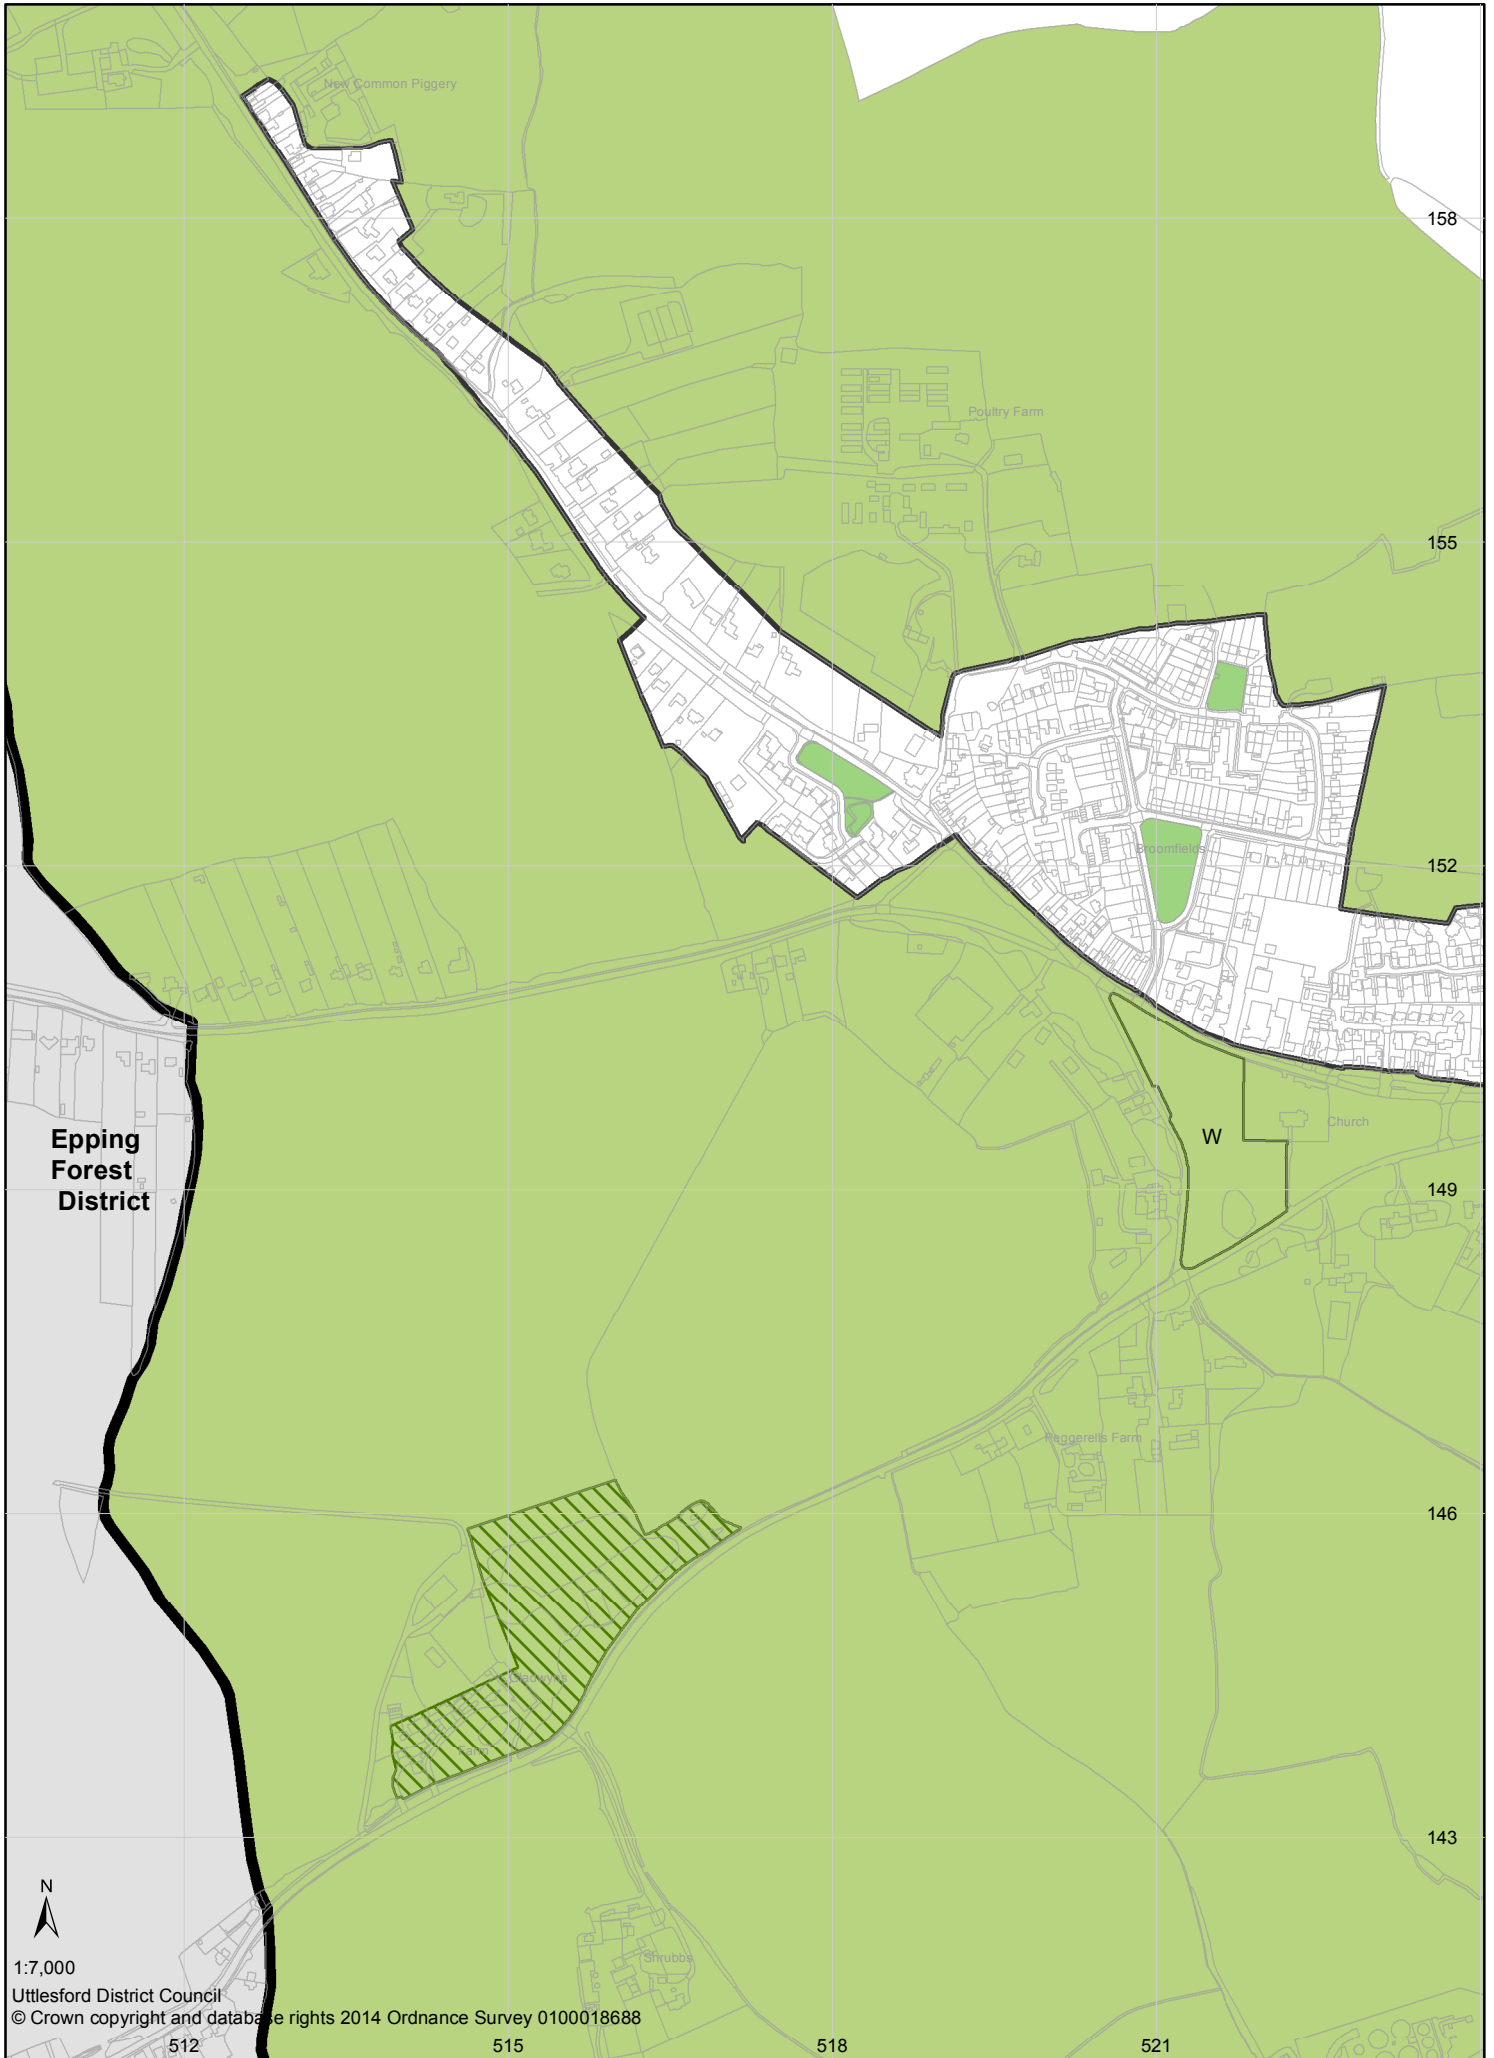 New Common Piggery
158
Poultry Farm
155
Broomfields
152
Epping
Forest
District
W
Church
149
Peggerells Farm
146
Gladwyns
Farm
143
N
Shrubbs
1:7,000
Uttlesford District Council
© Crown copyright and database rights 2014 Ordnance Survey 0100018688
512
515
518
521